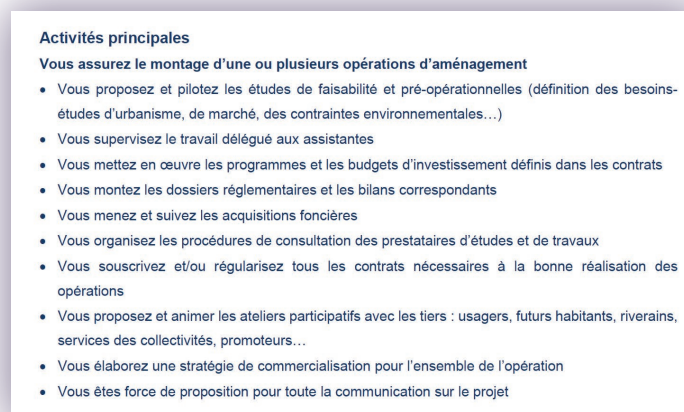 Activités principales
Vous assurez le montage d'une ou plusieurs opérations d'aménagement
• Vous proposez et pilotez les études de faisabilité et pré-opérationnelles (définition des besoins-
études d'urbanisme, de marché, des contraintes environnementales…)
• Vous supervisez le travail délégué aux assistantes
• Vous mettez en œuvre les programmes et les budgets d'investissement définis dans les contrats
• Vous montez les dossiers réglementaires et les bilans correspondants
• Vous menez et suivez les acquisitions foncières
• Vous organisez les procédures de consultation des prestataires d'études et de travaux
• Vous souscrivez et/ou régularisez tous les contrats nécessaires à la bonne réalisation des
opérations
• Vous proposez et animer les ateliers participatifs avec les tiers : usagers, futurs habitants, riverains,
services des collectivités, promoteurs…
• Vous élaborez une stratégie de commercialisation pour l'ensemble de l'opération
• Vous êtes force de proposition pour toute la communication sur le projet